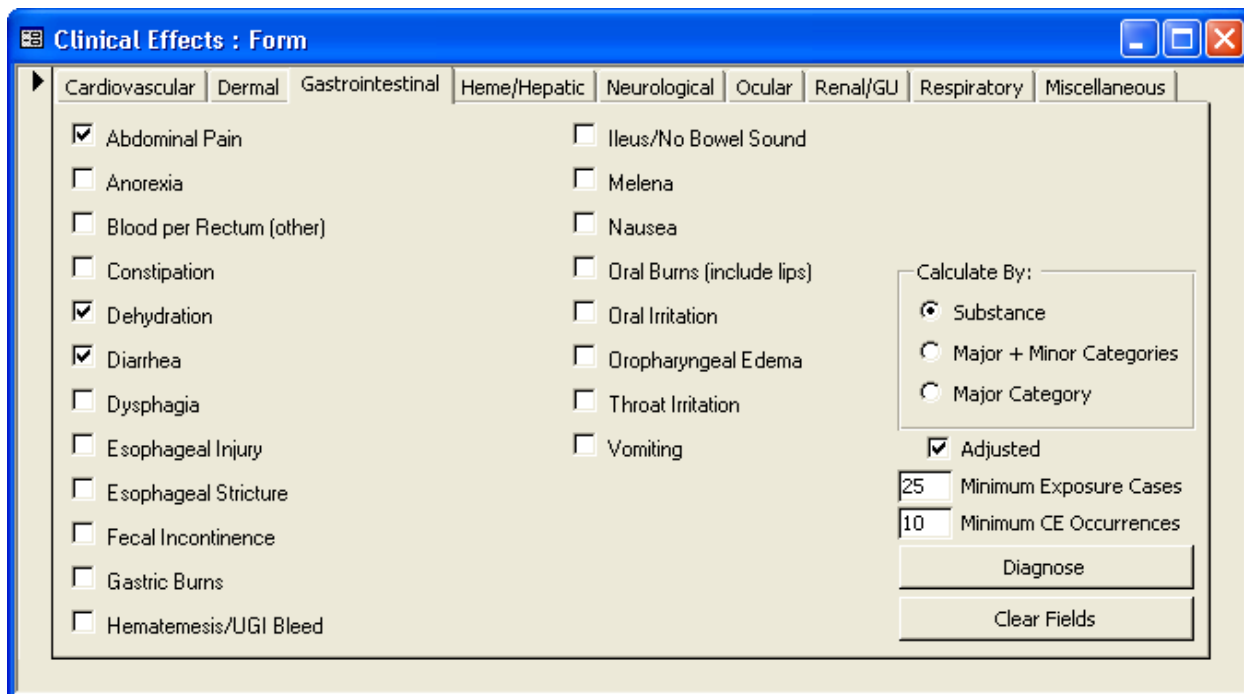 Clinical Effects : Form
Cardiovascular Dermal Gastrointestinal Heme/Hepatic Neurological Ocular Renal/GU Respiratory Miscellaneous
Abdominal Pain
Anorexia
Blood per Rectum (other)
Constipation
Dehydration
Diarrhea
Dysphagia
Esophageal Injury
Esophageal Stricture
Fecal Incontinence
Gastric Burns
Hematemesis/UGI Bleed
Ileus/No Bowel Sound
Melena
Nausea
Oral Burns (include lips)
Oral Irritation
Oropharyngeal Edema
Throat Irritation
Vomiting
Calculate By:
Substance
Major + Minor Categories
Major Category
Adjusted
25 Minimum Exposure Cases
10 Minimum CE Occurrences
Diagnose
Clear Fields